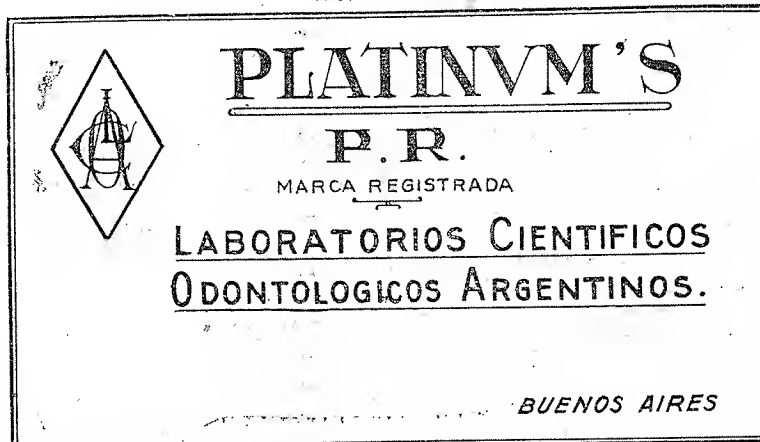 PLATINVM'S
P.R.
MARCA REGISTRADA
LABORATORIOS CIENTIFICOS
ODONTOLOGICOS ARGENTINOS.
BUENOS AIRES